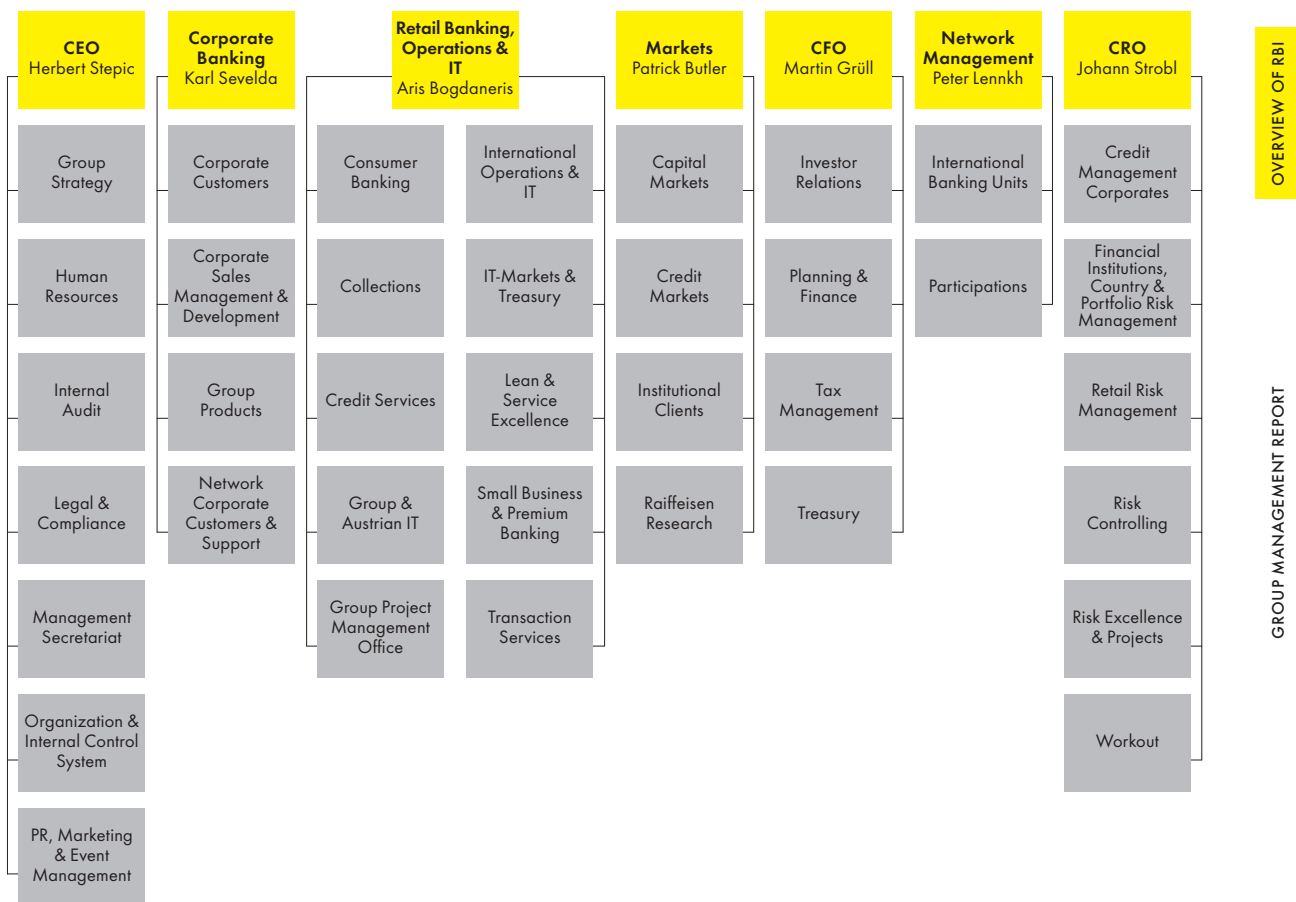 CEO
Herbert Stepic
Group
Strategy
Human
Resources
Internal
Audit
Legal &
Compliance
Management
Secretariat
Organization &
Internal Control
System
PR, Marketing
& Event
Management
Corporate
Banking
Karl Sevelda
Corporate
Customers
Corporate
Sales
Management &
Development
Group
Products
Network
Corporate
Customers &
Support
Retail Banking,
Operations &
IT
Aris Bogdaneris
Consumer
Banking
Collections
Credit Services
Group &
Austrian IT
Group Project
Management
Office
International
Operations &
IT
IT-Markets &
Treasury
Lean &
Service
Excellence
Small Business
& Premium
Banking
Transaction
Services
Markets
Patrick Butler
Capital
Markets
Credit
Markets
Institutional
Clients
Raiffeisen
Research
CFO
Martin Grüll
Investor
Relations
Planning &
Finance
Tax
Management
Treasury
Network
Management
Peter Lennkh
International
Banking Units
Participations
CRO
Johann Strobl
Credit
Management
Corporates
Financial
Institutions,
Country &
Portfolio Risk
Management
Retail Risk
Management
Risk
Controlling
Risk Excellence
& Projects
Workout
OVERVIEW OF RBI
GROUP MANAGEMENT REPORT